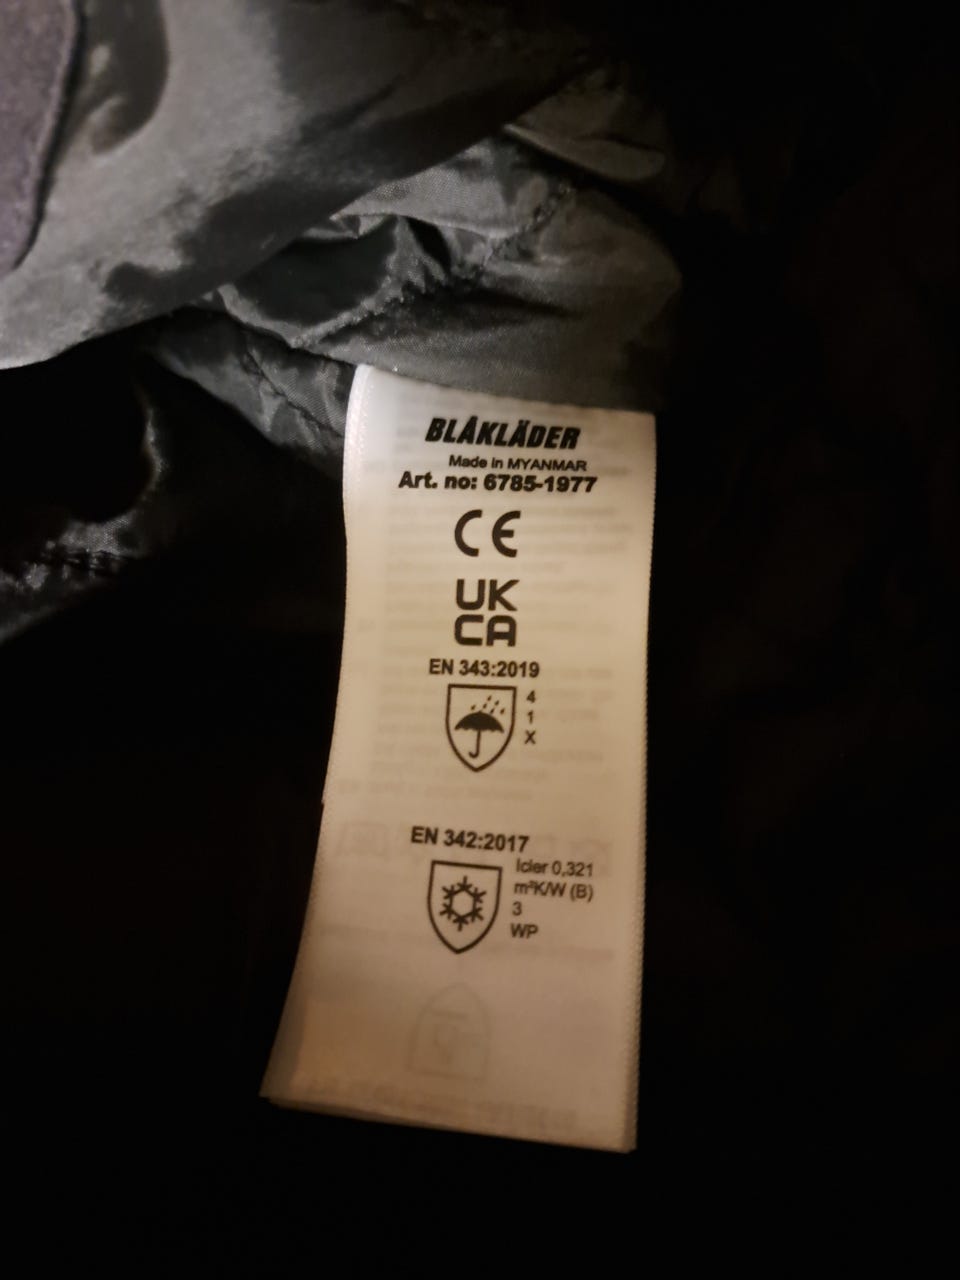 BLÅKLÄDER
Made in MYANMAR
Art. no: 6785-1977
CE
UK
CA
EN 343:2019
4
1
X
EN 342:2017
Icler 0,321
m²K/W (B)
3
WP